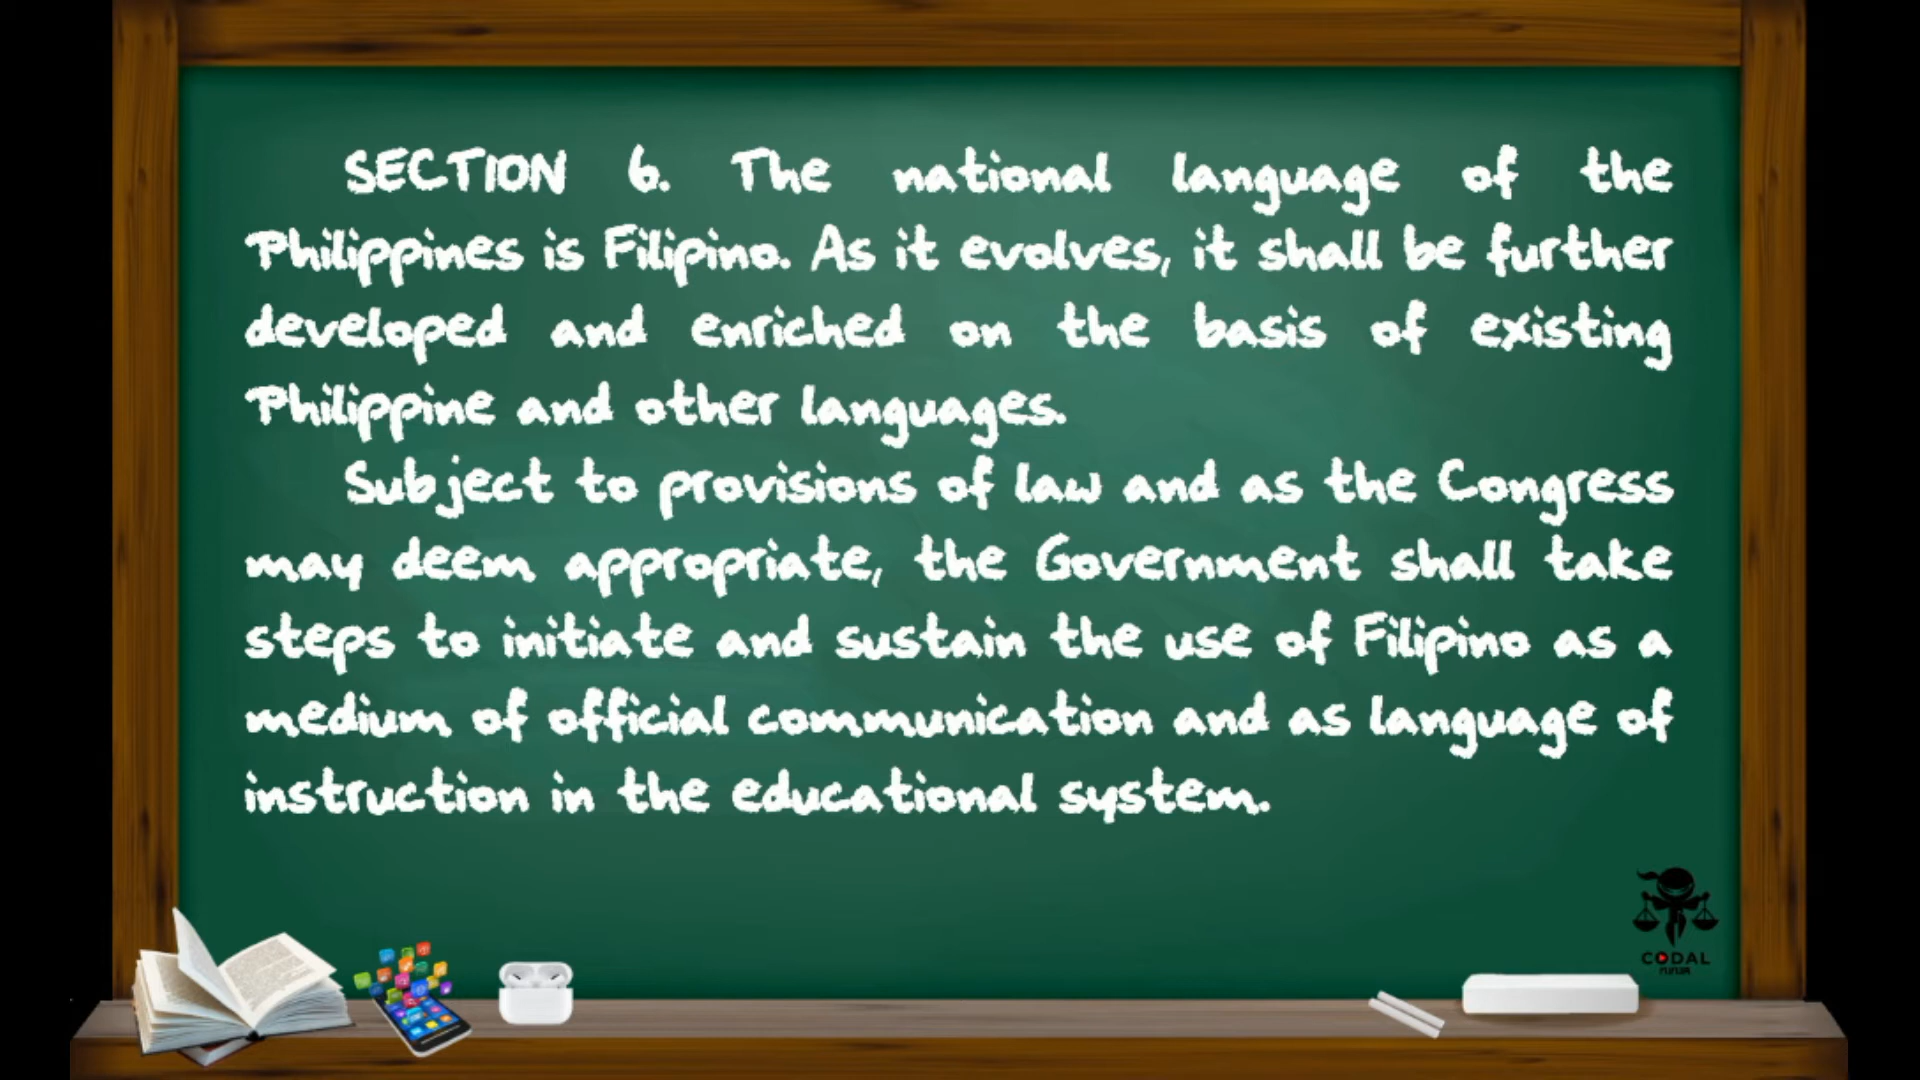 SECTION 6. The national language of the
Philippines is Filipino. As it evolves, it shall be further
developed and enriched on the basis of existing
Philippine and other languages.
Subject to provisions of law and as the Congress
may deem appropriate, the Government shall take
steps to initiate and sustain the use of Filipino as a
medium of official communication and as language of
instruction in the educational system.
CODAL
NINJA